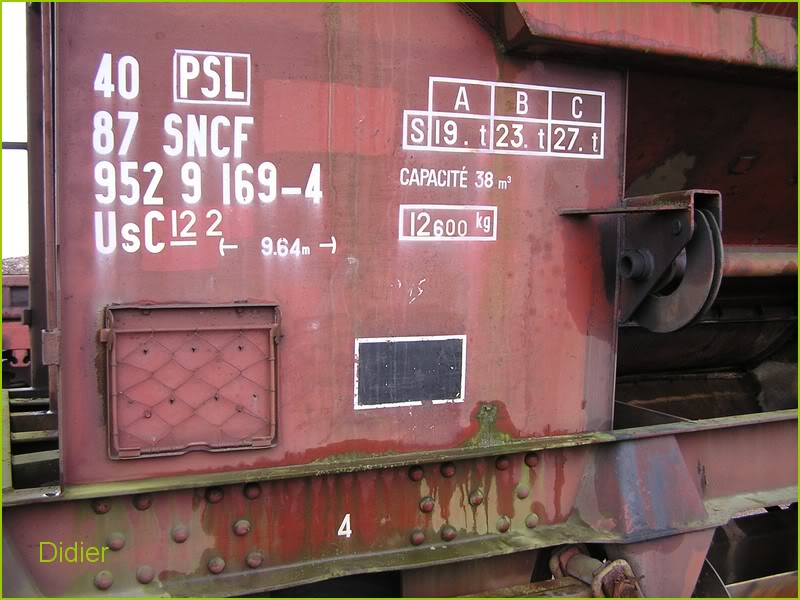 40 PSL
87 SNCF
952 9 169-4
UsC 12 2
9.64m
A B C
S 19. t 23. t 27. t
CAPACITÉ 38 m³
12600 kg
4
Didier